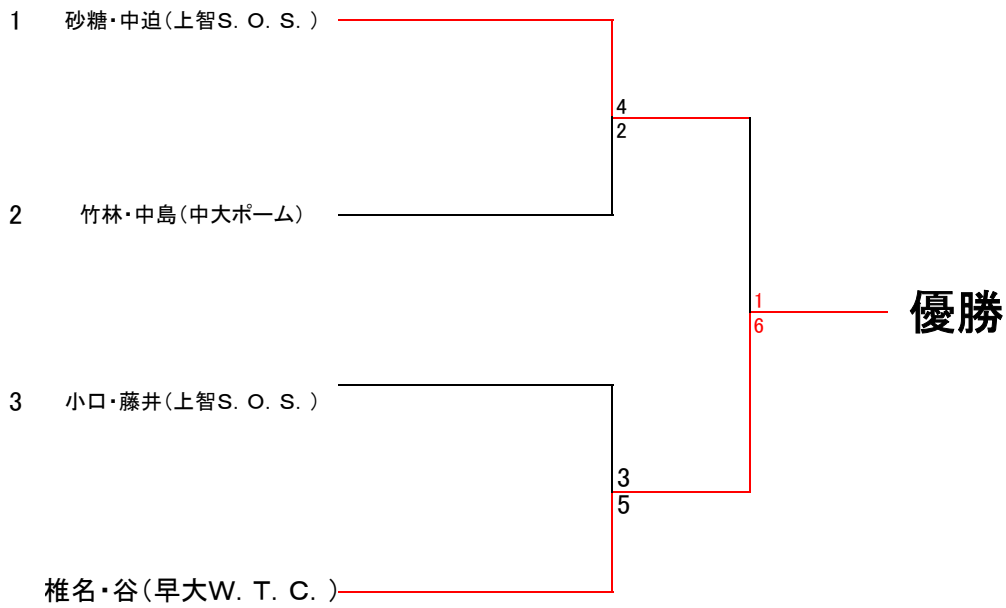 1 砂糖・中迫(上智S. O. S. )
4
2
2 竹林・中島(中大ポーム)
1
優勝
6
3 小口・藤井(上智S. O. S. )
3
5
椎名・谷(早大W. T. C. )